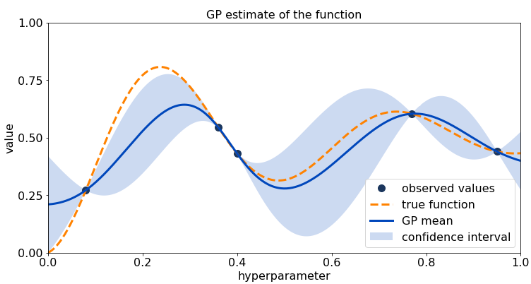 GP estimate of the function
1.00
0.75
0.50
0.25
0.00
value
0.0 0.2 0.4 0.6 0.8 1.0
hyperparameter
observed values
true function
GP mean
confidence interval